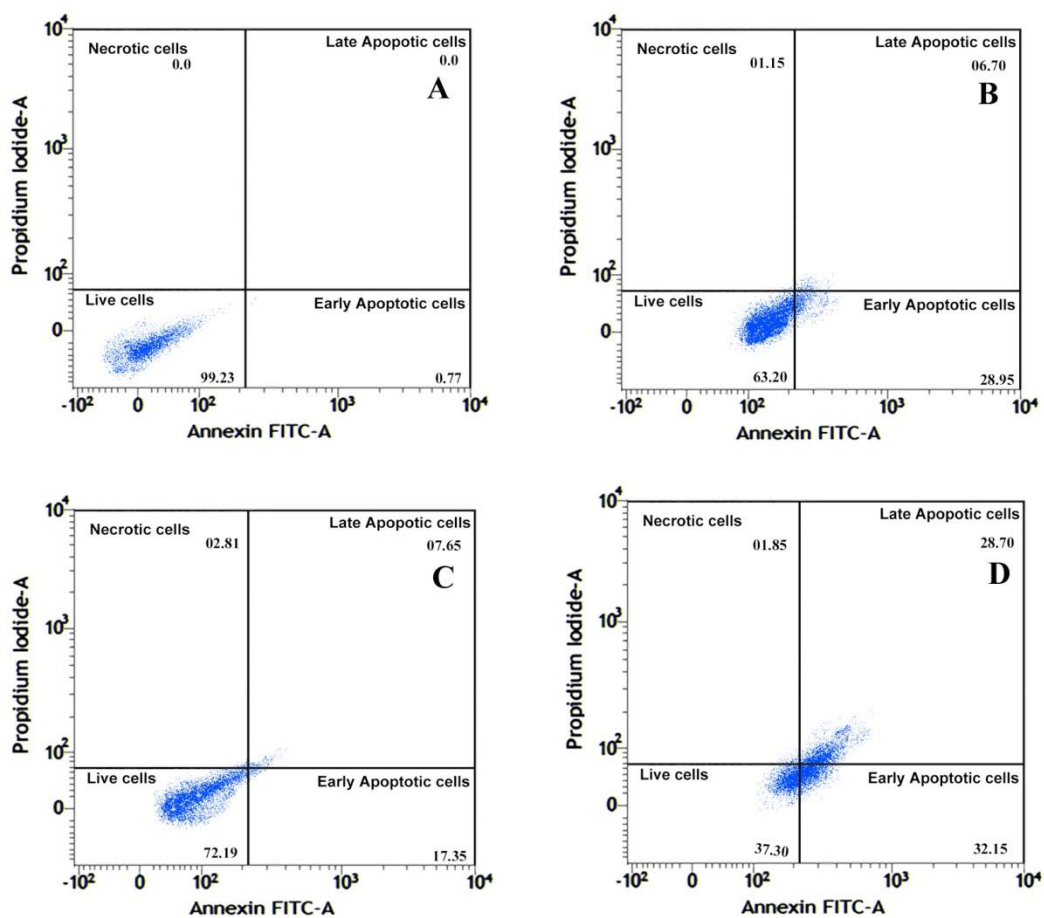 10⁴
Necrotic cells
0.0
Late Apopotic cells
0.0
A
Propidium Iodide-A
10³
10²
Live cells
Early Apoptotic cells
0
99.23
0.77
-10² 0 10² 10³ 10⁴
Annexin FITC-A
10⁴
Necrotic cells
01.15
Late Apopotic cells
06.70
B
Propidium Iodide-A
10³
10²
Live cells
Early Apoptotic cells
0
63.20
28.95
-10² 0 10² 10³ 10⁴
Annexin FITC-A
10⁴
Necrotic cells
02.81
Late Apopotic cells
07.65
C
Propidium Iodide-A
10³
10²
Live cells
Early Apoptotic cells
0
72.19
17.35
-10² 0 10² 10³ 10⁴
Annexin FITC-A
10⁴
Necrotic cells
01.85
Late Apopotic cells
28.70
D
Propidium Iodide-A
10³
10²
Live cells
Early Apoptotic cells
0
37.30
32.15
-10² 0 10² 10³ 10⁴
Annexin FITC-A